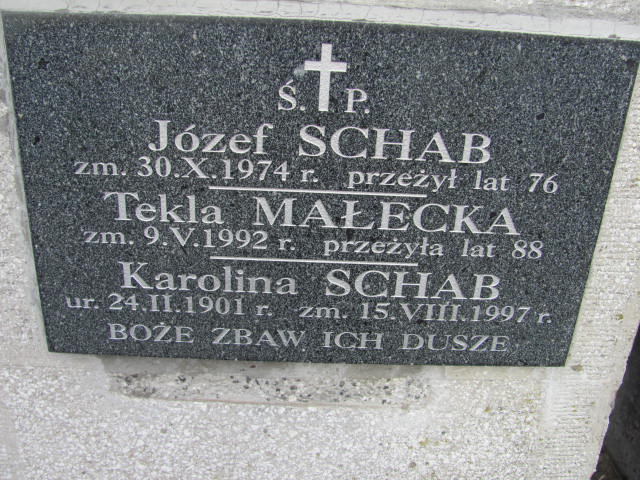 Ś. P.
Józef SCHAB
zm. 30.X.1974 r. przeżył lat 76
Tekla MAŁECKA
zm. 9.V.1992 r. przeżyła lat 88
Karolina SCHAB
ur. 24.II.1901 r. zm. 15.VIII.1997 r.
BOŻE ZBAW ICH DUSZE